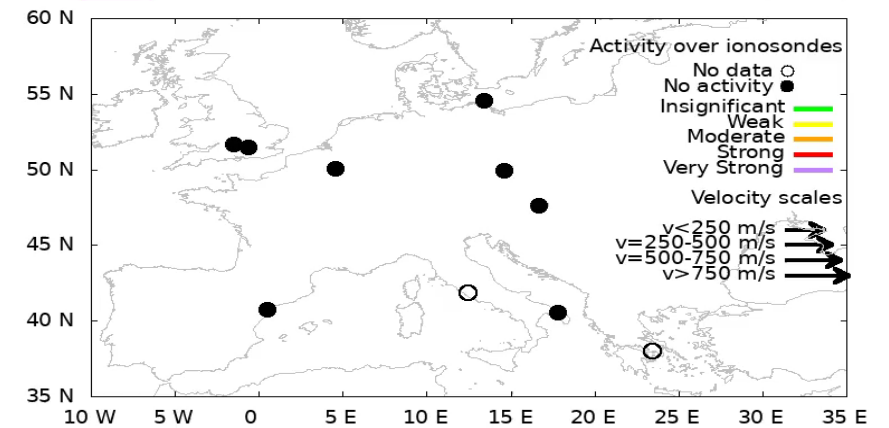 60 N
55 N
50 N
45 N
40 N
35 N
10 W 5 W 0 5 E 10 E 15 E 20 E 25 E 30 E 35 E
Activity over ionosondes
No data
No activity
Insignificant
Weak
Moderate
Strong
Very Strong
Velocity scales
v<250 m/s
v=250-500 m/s
v=500-750 m/s
v>750 m/s